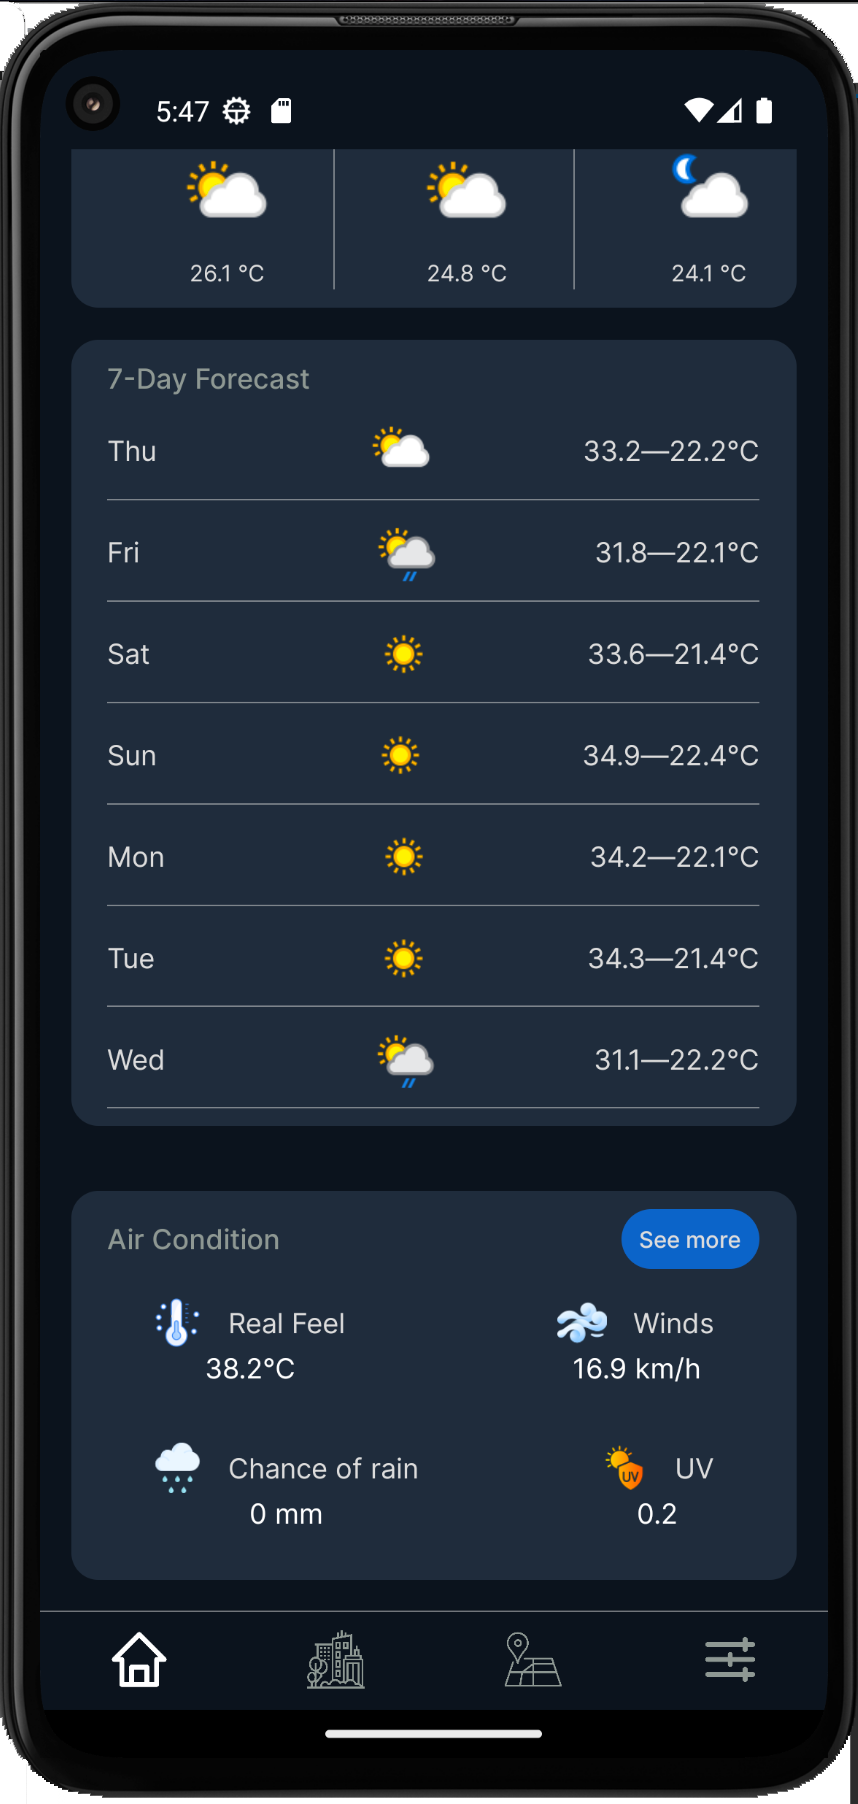 5:47
26.1 °C 24.8 °C 24.1 °C
7-Day Forecast
Thu 33.2—22.2°C
Fri 31.8—22.1°C
Sat 33.6—21.4°C
Sun 34.9—22.4°C
Mon 34.2—22.1°C
Tue 34.3—21.4°C
Wed 31.1—22.2°C
Air Condition See more
Real Feel Winds
38.2°C 16.9 km/h
Chance of rain UV UV
0 mm 0.2